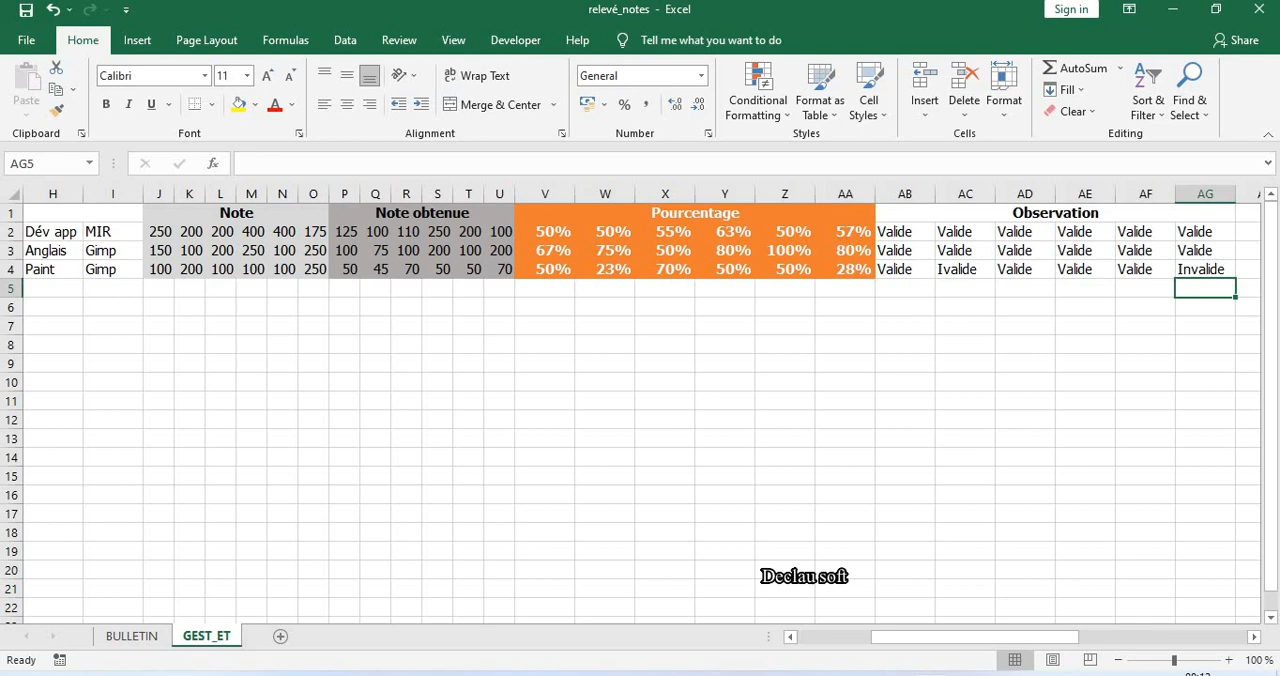 relevé_notes - Excel
Sign in
File Home Insert Page Layout Formulas Data Review View Developer Help Tell me what you want to do Share
Paste
Calibri 11 A A Wrap Text General
B I U A Merge & Center % ,
Conditional Formatting Format as Table Cell Styles
Insert Delete Format
AutoSum
Fill
Clear
Sort & Filter Find & Select
Clipboard Font Alignment Number Styles Cells Editing
AG5 fx
H I J K L M N O P Q R S T U V W X Y Z AA AB AC AD AE AF AG
1 Note Note obtenue Pourcentage Observation
2 Dév app MIR 250 200 200 400 400 175 125 100 110 250 200 100 50% 50% 55% 63% 50% 57% Valide Valide Valide Valide Valide Valide
3 Anglais Gimp 150 100 200 250 100 250 100 75 100 200 100 200 67% 75% 50% 80% 100% 80% Valide Valide Valide Valide Valide Valide
4 Paint Gimp 100 200 100 100 100 250 50 45 70 50 50 70 50% 23% 70% 50% 50% 28% Valide Ivalide Valide Valide Valide Invalide
5
6
7
8
9
10
11
12
13
14
15
16
17
18
19
20
Declau soft
21
22
BULLETIN GEST_ET
Ready 100 %